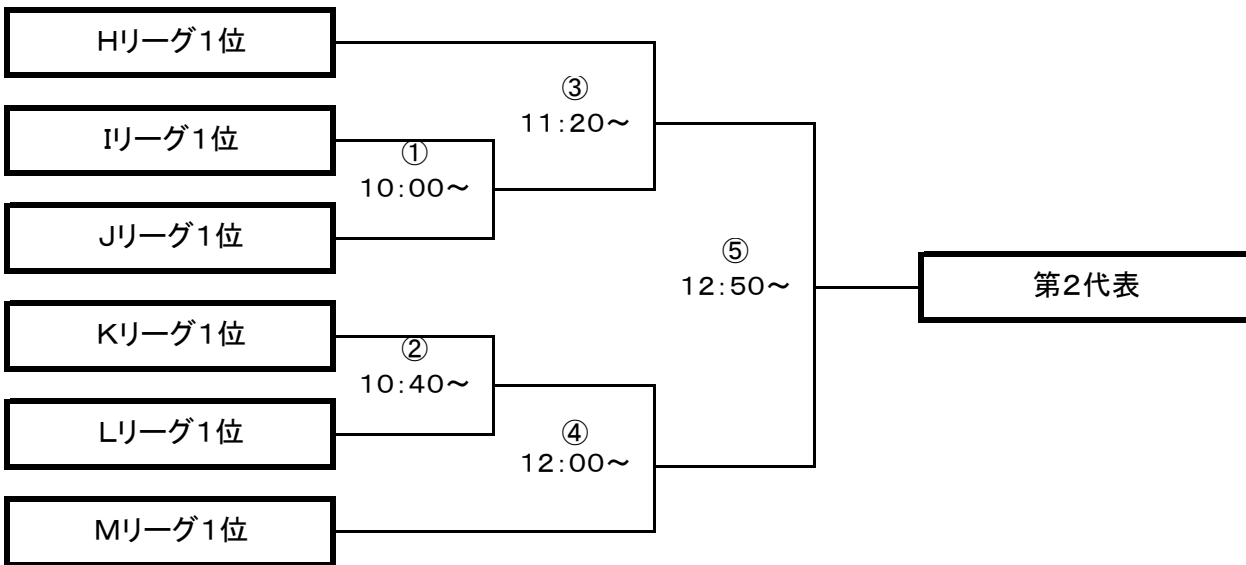 Hリーグ１位
③
11:20～
Iリーグ１位
①
10:00～
Jリーグ１位
⑤
12:50～
第２代表
Kリーグ１位
②
10:40～
Lリーグ１位
④
12:00～
Mリーグ１位